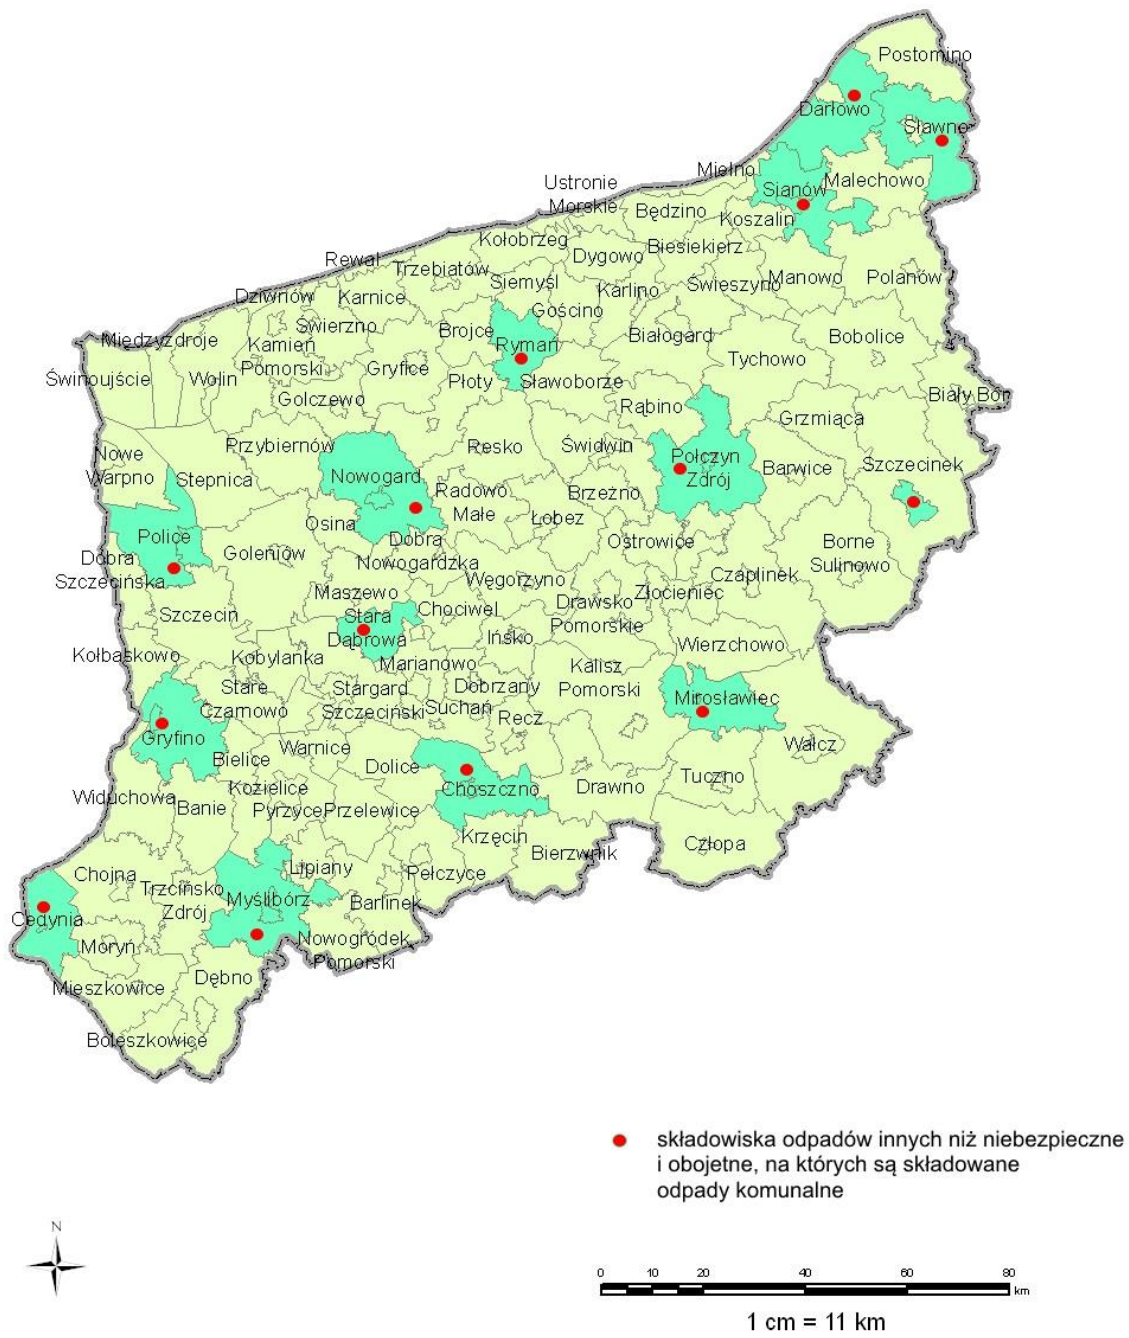 Postomino
Darłowo
Sławno
Mielno
Sianów
Malechowo
Ustronie
Morskie
Będzino
Koszalin
Kołobrzeg
Dygowo
Biesiekierz
Rewal
Trzebiatów
Siemyśl
Karlino
Świeszyno
Manowo
Polanów
Dziwnów
Karnice
Gościno
Świerzno
Brojce
Białogard
Bobolice
Międzyzdroje
Kamień
Pomorski
Ryman
Tychowo
Świnoujście
Wolin
Gryfice
Płoty
Sławoborze
Biały Bór
Golczewo
Rąbino
Grzmiąca
Przybiernów
Resko
Świdwin
Nowe
Warpno
Stepnica
Nowogard
Połczyn
Zdrój
Barwice
Szczecinek
Radowo
Małe
Brzeżno
Osina
Łobez
Police
Dobra
Nowogardzka
Ostrowice
Borne
Sulinowo
Dobra
Szczecińska
Goleniów
Węgorzyno
Czaplinek
Maszewo
Złocieniec
Szczecin
Stara
Dąbrowa
Chociwel
Drawsko
Pomorskie
Ińsko
Wierzchowo
Kołbaskowo
Kobylanka
Marianowo
Kalisz
Pomorski
Stare
Czarnowo
Stargard
Szczeciński
Dobrzany
Suchań
Mirosławiec
Recz
Gryfino
Warnice
Wałcz
Bielice
Dolice
Tuczno
Kozielice
Choszczno
Drawno
Widuchowa
Banie
Pyrzyce
Przelewice
Krzęcin
Bierzwnik
Człopa
Chojna
Lipiany
Pełczyce
Trzcińsko
Zdrój
Myślibórz
Barlinek
Cedynia
Moryń
Nowogródek
Pomorski
Mieszkowice
Dębno
Boleszkowice
składowiska odpadów innych niż niebezpieczne
i obojetne, na których są składowane
odpady komunalne
N
0 10 20 40 60 80
km
1 cm = 11 km